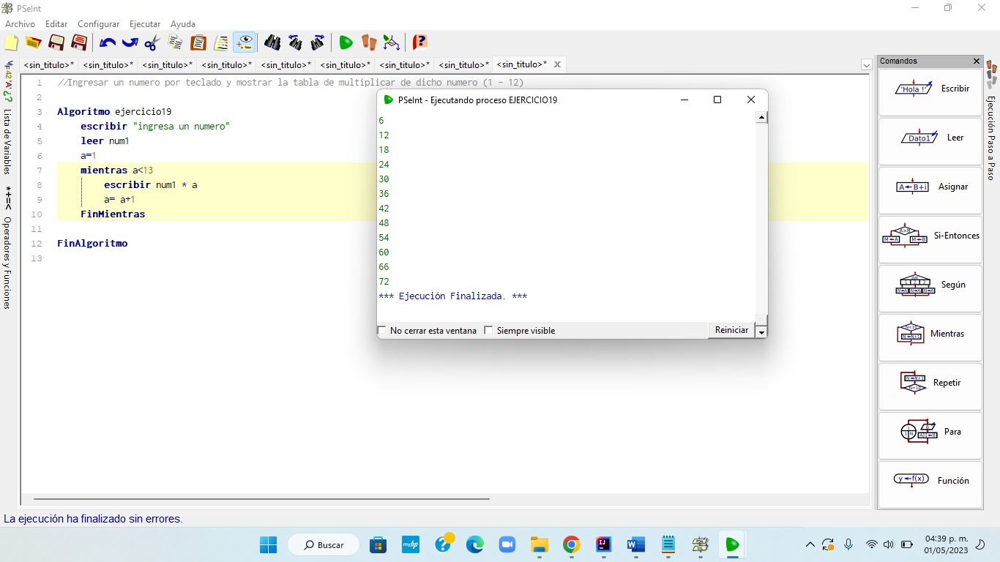 PSeInt
Archivo Editar Configurar Ejecutar Ayuda
<sin_titulo>* <sin_titulo>* <sin_titulo>* <sin_titulo>* <sin_titulo>* <sin_titulo>* <sin_titulo>* <sin_titulo>* <sin_titulo>*
Lista de Variables
Operadores y Funciones
1 //Ingresar un numero por teclado y mostrar la tabla de multiplicar de dicho numero (1 - 12)
2
3 Algoritmo ejercicio19
4 escribir "ingresa un numero"
5 leer num1
6 a=1
7 mientras a<13
8 escribir num1 * a
9 a= a+1
10 FinMientras
11
12 FinAlgoritmo
13
PSeInt - Ejecutando proceso EJERCICIO19
6
12
18
24
30
36
42
48
54
60
66
72
*** Ejecución Finalizada. ***
No cerrar esta ventana Siempre visible Reiniciar
Comandos
'Hola !' Escribir
Dato1 Leer
A←B+i Asignar
A>B
Si-Entonces
Según
Mientras
Repetir
Para
y←f(x) Función
Ejecución Paso a Paso
La ejecución ha finalizado sin errores.
Buscar
myhp
04:39 p. m.
01/05/2023